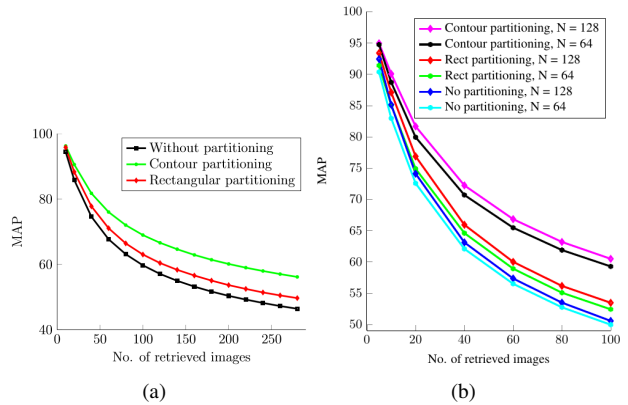 100
80
60
40
0
50
100
150
200
250
MAP
No. of retrieved images
Without partitioning
Contour partitioning
Rectangular partitioning
(a)
100
95
90
85
80
75
70
65
60
55
50
0
20
40
60
80
100
MAP
No. of retrieved images
Contour partitioning, N = 128
Contour partitioning, N = 64
Rect partitioning, N = 128
Rect partitioning, N = 64
No partitioning, N = 128
No partitioning, N = 64
(b)